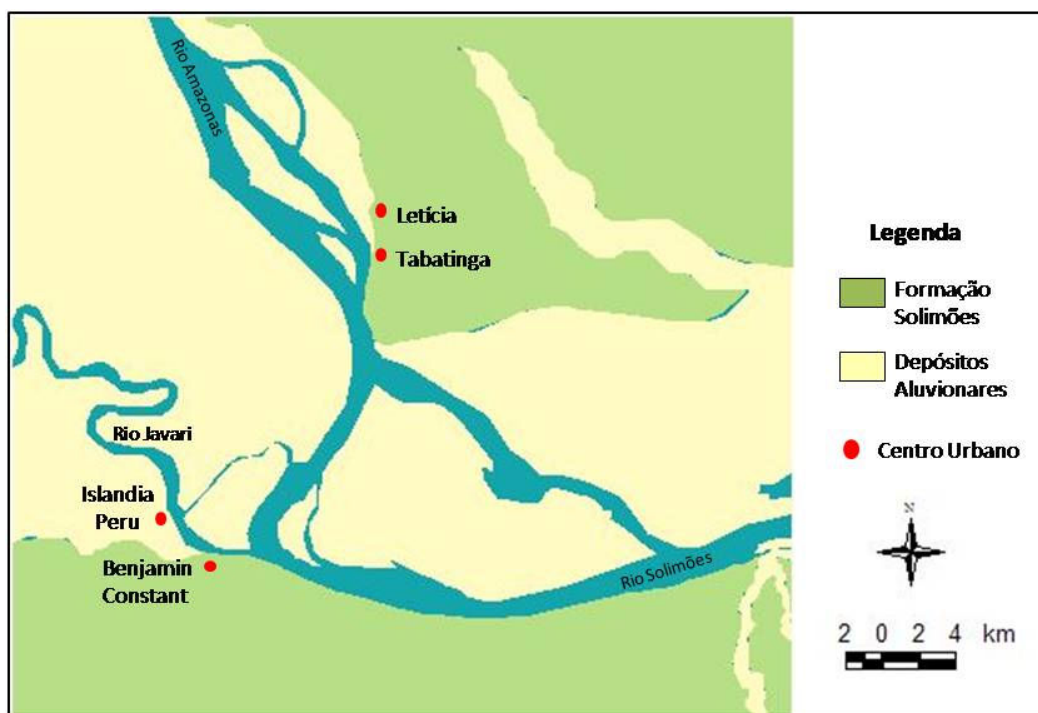 Rio Amazonas
Letícia
Tabatinga
Rio Javari
Islandia
Peru
Benjamin
Constant
Rio Solimões
Legenda
Formação
Solimões
Depósitos
Aluvionares
Centro Urbano
N
2 0 2 4 km